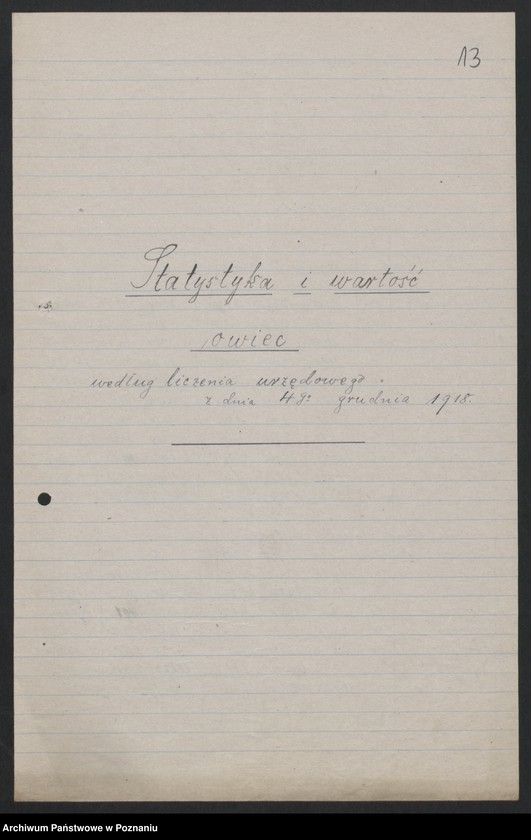 13
Statystyka i wartość
owiec
według liczenia urzędowego.
z dnia 4go grudnia 1918.
Archiwum Państwowe w Poznaniu